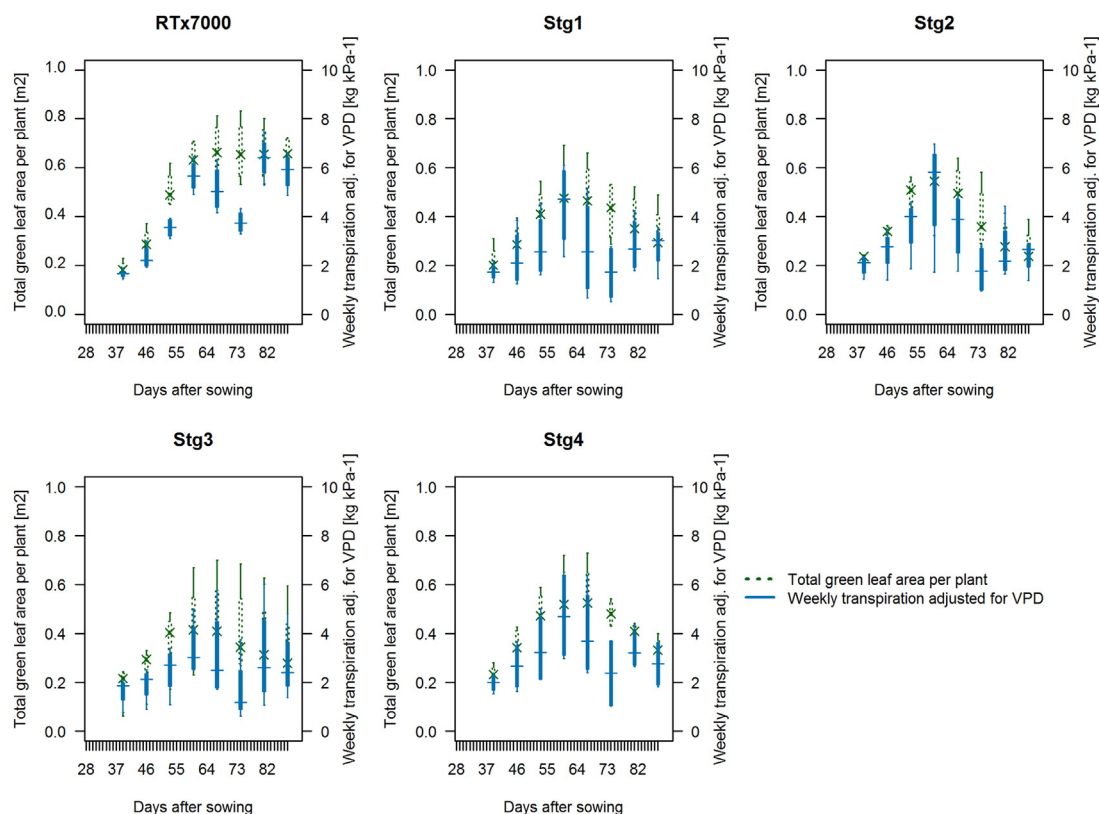 RTx7000
Stg1
Stg2
Total green leaf area per plant [m2]
1.0
0.8
0.6
0.4
0.2
0.0
10
8
6
4
2
0
Weekly transpiration adj. for VPD [kg kPa-1]
28 37 46 55 64 73 82
Days after sowing
Total green leaf area per plant [m2]
1.0
0.8
0.6
0.4
0.2
0.0
10
8
6
4
2
0
Weekly transpiration adj. for VPD [kg kPa-1]
28 37 46 55 64 73 82
Days after sowing
Total green leaf area per plant [m2]
1.0
0.8
0.6
0.4
0.2
0.0
10
8
6
4
2
0
Weekly transpiration adj. for VPD [kg kPa-1]
28 37 46 55 64 73 82
Days after sowing
Stg3
Stg4
Total green leaf area per plant [m2]
1.0
0.8
0.6
0.4
0.2
0.0
10
8
6
4
2
0
Weekly transpiration adj. for VPD [kg kPa-1]
28 37 46 55 64 73 82
Days after sowing
Total green leaf area per plant [m2]
1.0
0.8
0.6
0.4
0.2
0.0
10
8
6
4
2
0
Weekly transpiration adj. for VPD [kg kPa-1]
28 37 46 55 64 73 82
Days after sowing
Total green leaf area per plant
Weekly transpiration adjusted for VPD